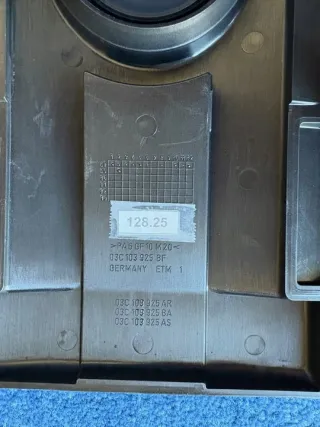 126.25
>PA6 GF10 M20<
03C 103 925 BF
GERMANY ETM 1
03C 103 925 AR
03C 103 925 BA
03C 103 925 AS